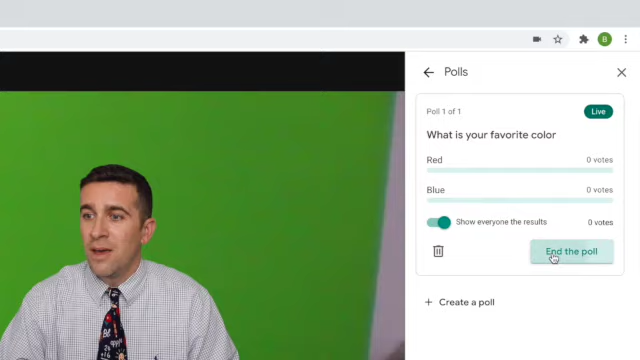 B
Polls
Poll 1 of 1
Live
What is your favorite color
Red
0 votes
Blue
0 votes
Show everyone the results
0 votes
End the poll
+ Create a poll